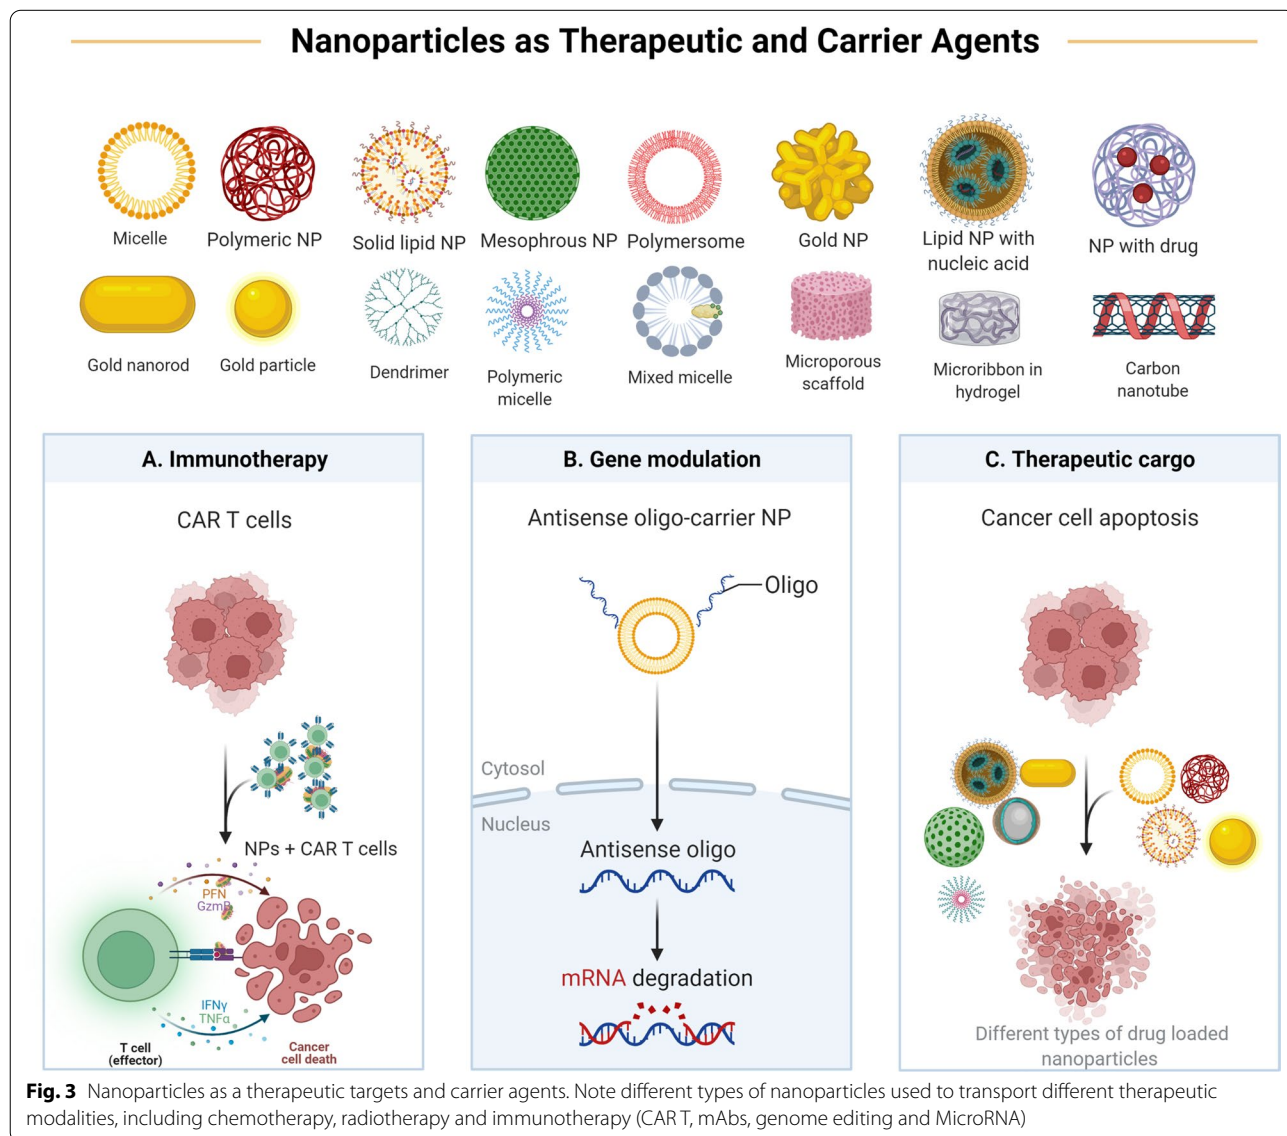 Nanoparticles as Therapeutic and Carrier Agents
Micelle
Polymeric NP
Solid lipid NP
Mesophrous NP
Polymersome
Gold NP
Lipid NP with
nucleic acid
NP with drug
Gold nanorod
Gold particle
Dendrimer
Polymeric
micelle
Mixed micelle
Microporous
scaffold
Microribbon in
hydrogel
Carbon
nanotube
A. Immunotherapy
CAR T cells
NPs + CAR T cells
PFN
GzmB
IFNγ
TNFα
T cell
(effector)
Cancer
cell death
B. Gene modulation
Antisense oligo-carrier NP
Oligo
Cytosol
Nucleus
Antisense oligo
mRNA degradation
C. Therapeutic cargo
Cancer cell apoptosis
Different types of drug loaded
nanoparticles
Fig. 3 Nanoparticles as a therapeutic targets and carrier agents. Note different types of nanoparticles used to transport different therapeutic
modalities, including chemotherapy, radiotherapy and immunotherapy (CAR T, mAbs, genome editing and MicroRNA)